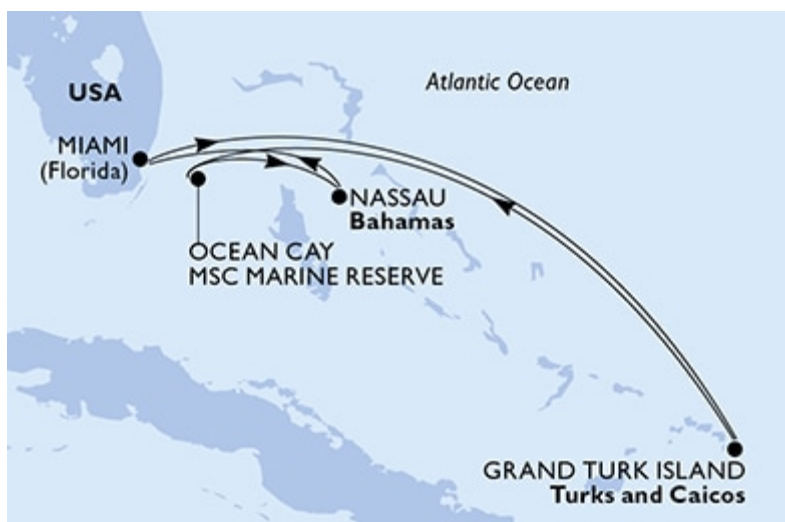 Atlantic Ocean
USA
MIAMI
(Florida)
NASSAU
Bahamas
OCEAN CAY
MSC MARINE RESERVE
GRAND TURK ISLAND
Turks and Caicos